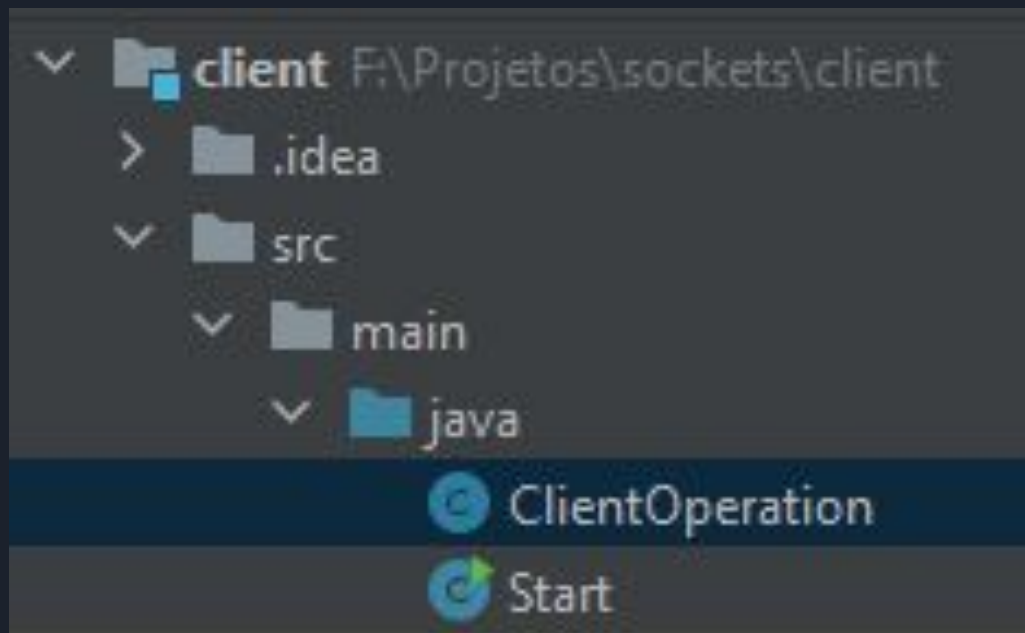 client F:\Projetos\sockets\client
.idea
src
main
java
C ClientOperation
C Start